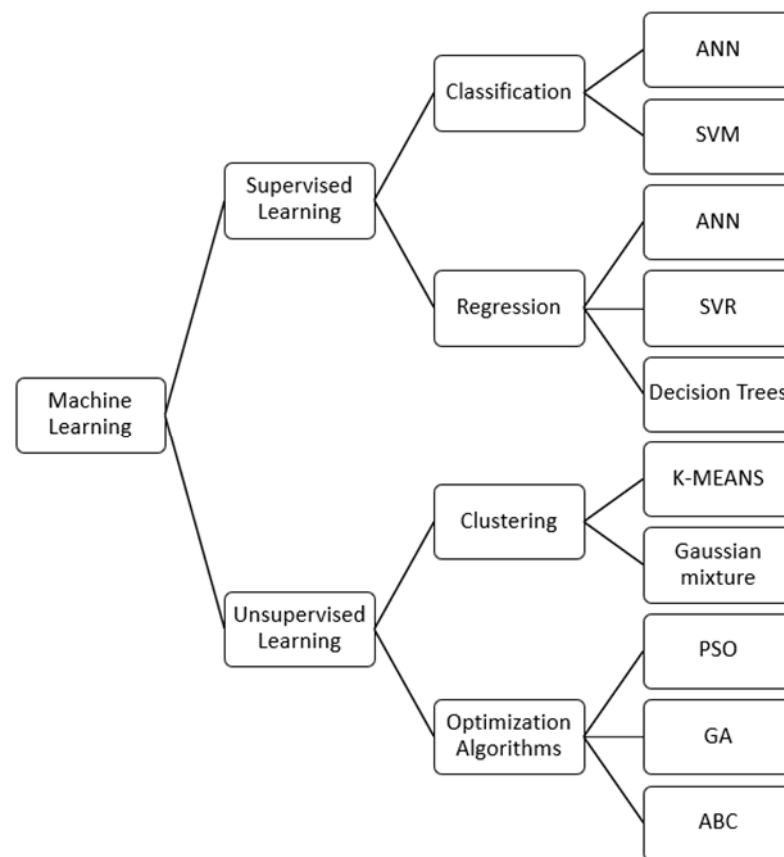 ANN
Classification
SVM
Supervised
Learning
ANN
Regression
SVR
Decision Trees
Machine
Learning
K-MEANS
Clustering
Gaussian
mixture
Unsupervised
Learning
PSO
Optimization
Algorithms
GA
ABC